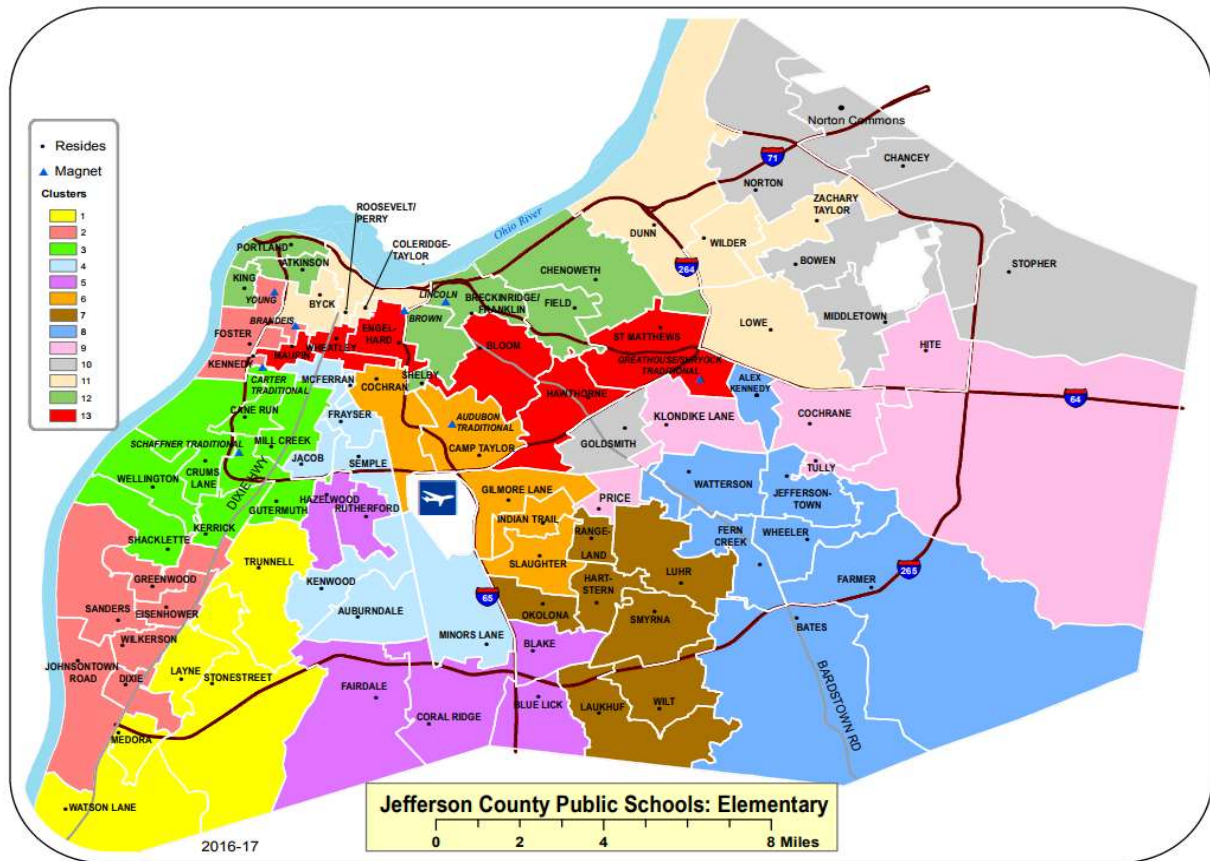 Resides
Magnet
Clusters
1
2
3
4
5
6
7
8
9
10
11
12
13
Norton Commons
71
CHANCEY
NORTON
ROOSEVELT/
PERRY
ZACHARY
TAYLOR
COLERIDGE-
TAYLOR
Ohio River
DUNN
WILDER
PORTLAND
ATKINSON
264
BOWEN
STOPHER
CHENOWETH
KING
YOUNG
LINCOLN
BRECKINRIDGE/
FRANKLIN
FIELD
BYCK
BROWN
MIDDLETOWN
BRANDEIS
ENGEL-
HARD
LOWE
FOSTER
ST MATTHEWS
WHEATLEY
BLOOM
HITE
MAUPIN
KENNEDY
GREATHOUSE/SHRYOCK
TRADITIONAL
MCFERRAN
SHELBY
ALEX
KENNEDY
CARTER
TRADITIONAL
COCHRAN
HAWTHORNE
64
CANE RUN
FRAYSER
AUDUBON
TRADITIONAL
KLONDIKE LANE
COCHRANE
SCHAFFNER TRADITIONAL
MILL CREEK
GOLDSMITH
CAMP TAYLOR
JACOB
SEMPLE
TULLY
CRUMS
LANE
WELLINGTON
DIXIE HWY
WATTERSON
JEFFERSON-
TOWN
GILMORE LANE
HAZELWOOD
PRICE
GUTERMUTH
RUTHERFORD
INDIAN TRAIL
KERRICK
RANGE-
LAND
FERN
CREEK
WHEELER
SHACKLETTE
TRUNNELL
SLAUGHTER
265
GREENWOOD
KENWOOD
HART-
STERN
LUHR
FARMER
65
SANDERS
EISENHOWER
AUBURNDALE
OKOLONA
SMYRNA
BATES
WILKERSON
MINORS LANE
BLAKE
JOHNSONTOWN
ROAD
LAYNE
DIXIE
STONESTREET
FAIRDALE
BLUE LICK
LAUKHUF
WILT
CORAL RIDGE
BARDSTOWN RD
MEDORA
WATSON LANE
Jefferson County Public Schools: Elementary
0 2 4 8 Miles
2016-17